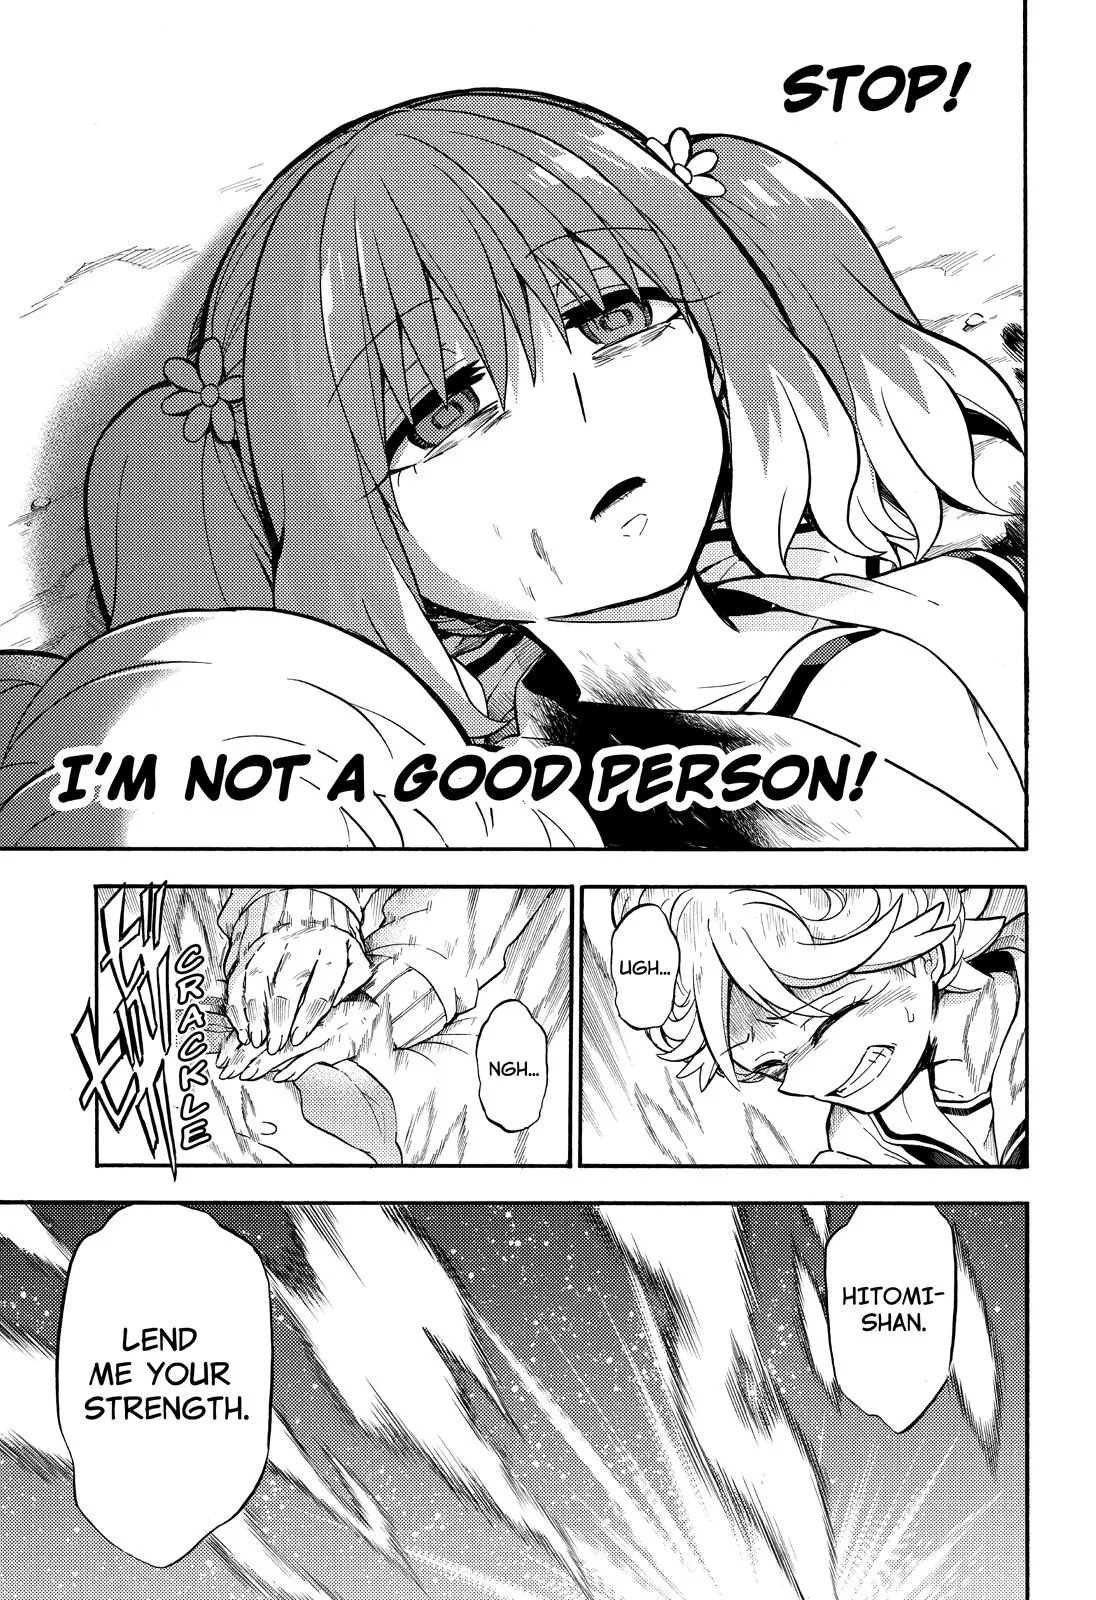 STOP!
I'M NOT A GOOD PERSON!
UGH...
NGH...
CRACKLE
HITOMI-
SHAN.
LEND
ME YOUR
STRENGTH.